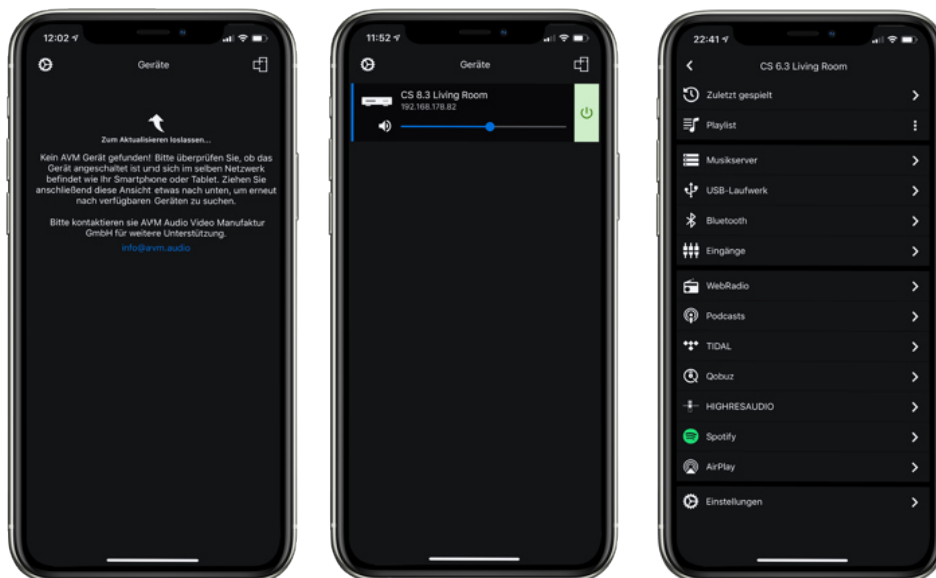 12:02
Geräte
Zum Aktualisieren loslassen...
Kein AVM Gerät gefunden! Bitte überprüfen Sie, ob das
Gerät angeschaltet ist und sich im selben Netzwerk
befindet wie Ihr Smartphone oder Tablet. Ziehen Sie
anschließend diese Ansicht etwas nach unten, um erneut
nach verfügbaren Geräten zu suchen.
Bitte kontaktieren sie AVM Audio Video Manufaktur
GmbH für weitere Unterstützung.
info@avm.audio
11:52
Geräte
CS 8.3 Living Room
192.168.178.82
22:41
CS 6.3 Living Room
Zuletzt gespielt
Playlist
Musikserver
USB-Laufwerk
Bluetooth
Eingänge
WebRadio
Podcasts
TIDAL
Qobuz
HIGHRESAUDIO
Spotify
AirPlay
Einstellungen